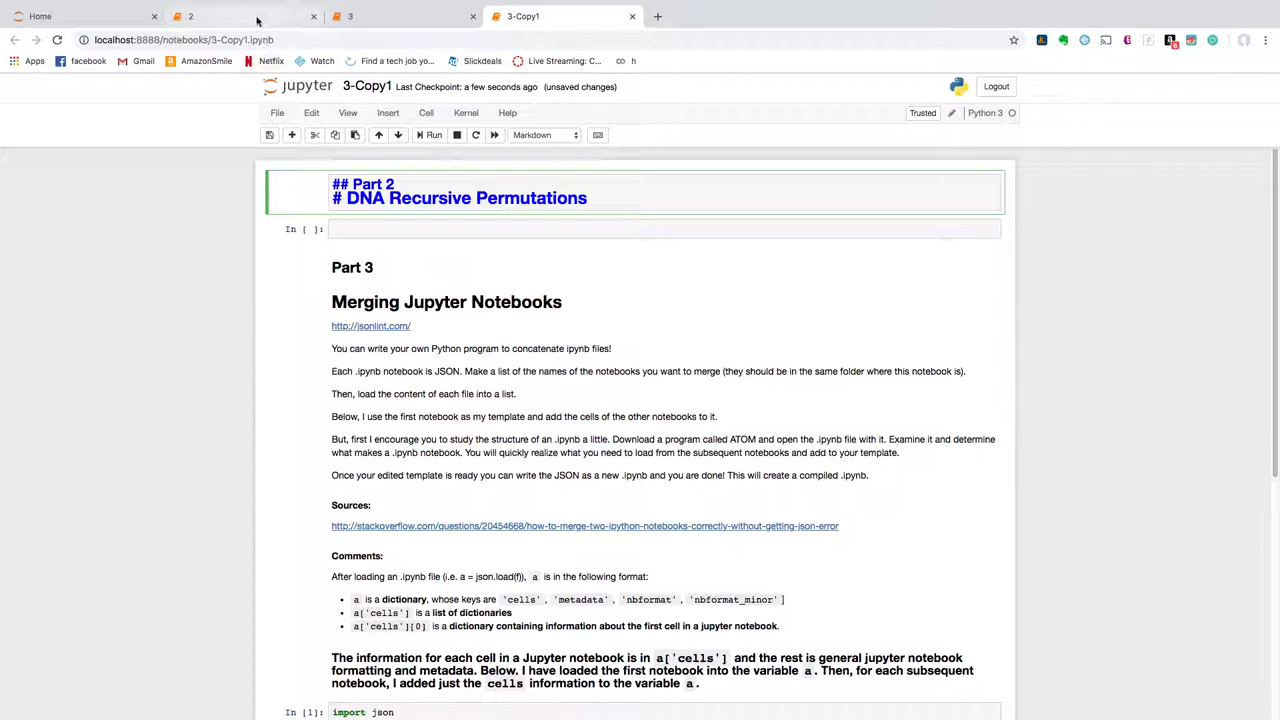 Home
2
3
3-Copy1
localhost:8888/notebooks/3-Copy1.ipynb
Apps facebook Gmail AmazonSmile Netflix Watch Find a tech job yo... Slickdeals Live Streaming: C... h
jupyter 3-Copy1 Last Checkpoint: a few seconds ago (unsaved changes) Logout
File Edit View Insert Cell Kernel Help Trusted Python 3
Run Markdown
## Part 2
# DNA Recursive Permutations
In [ ]:
Part 3
Merging Jupyter Notebooks
http://jsonlint.com/
You can write your own Python program to concatenate ipynb files!
Each .ipynb notebook is JSON. Make a list of the names of the notebooks you want to merge (they should be in the same folder where this notebook is).
Then, load the content of each file into a list.
Below, I use the first notebook as my template and add the cells of the other notebooks to it.
But, first I encourage you to study the structure of an .ipynb a little. Download a program called ATOM and open the .ipynb file with it. Examine it and determine
what makes a .ipynb notebook. You will quickly realize what you need to load from the subsequent notebooks and add to your template.
Once your edited template is ready you can write the JSON as a new .ipynb and you are done! This will create a compiled .ipynb.
Sources:
http://stackoverflow.com/questions/20454668/how-to-merge-two-ipython-notebooks-correctly-without-getting-json-error
Comments:
After loading an .ipynb file (i.e. a = json.load(f)), a is in the following format:
a is a dictionary, whose keys are 'cells' , 'metadata' , 'nbformat' , 'nbformat_minor' ]
a['cells'] is a list of dictionaries
a['cells'][0] is a dictionary containing information about the first cell in a jupyter notebook.
The information for each cell in a Jupyter notebook is in a['cells'] and the rest is general jupyter notebook
formatting and metadata. Below. I have loaded the first notebook into the variable a. Then, for each subsequent
notebook, I added just the cells information to the variable a.
In [1]: import json